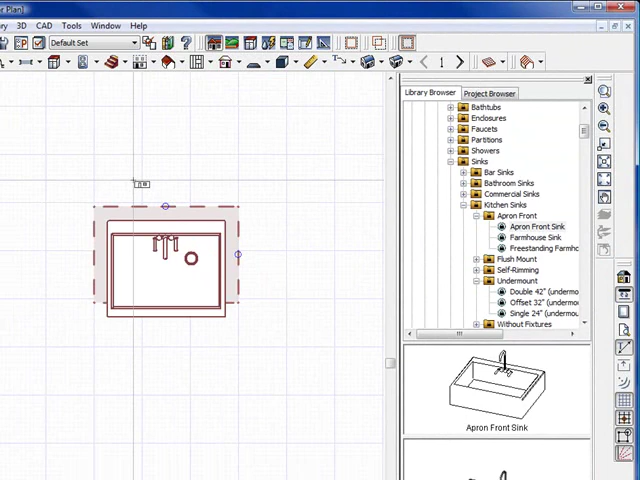 Plan]
3D CAD Tools Window Help
Default Set
1
Library Browser Project Browser
Bathtubs
Enclosures
Faucets
Partitions
Showers
Sinks
Bar Sinks
Bathroom Sinks
Commercial Sinks
Kitchen Sinks
Apron Front
Apron Front Sink
Farmhouse Sink
Freestanding Farmho
Flush Mount
Self-Rimming
Undermount
Double 42" (undermo
Offset 32" (undermo
Single 24" (undermo
Without Fixtures
Apron Front Sink